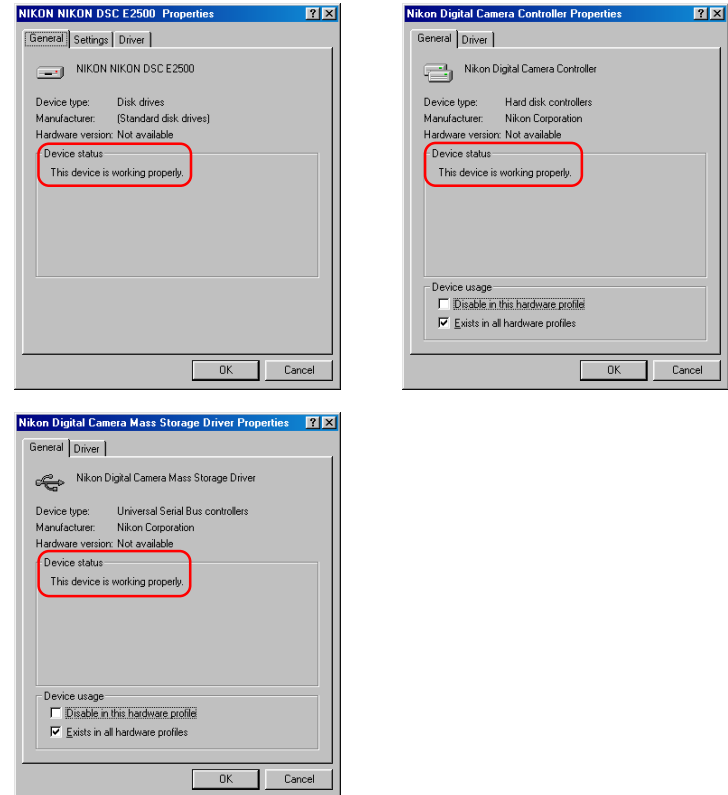 NIKON NIKON DSC E2500 Properties
General Settings Driver
NIKON NIKON DSC E2500
Device type: Disk drives
Manufacturer: (Standard disk drives)
Hardware version: Not available
Device status
This device is working properly.
OK Cancel
Nikon Digital Camera Controller Properties
General Driver
Nikon Digital Camera Controller
Device type: Hard disk controllers
Manufacturer: Nikon Corporation
Hardware version: Not available
Device status
This device is working properly.
Device usage
Disable in this hardware profile
Exists in all hardware profiles
OK Cancel
Nikon Digital Camera Mass Storage Driver Properties
General Driver
Nikon Digital Camera Mass Storage Driver
Device type: Universal Serial Bus controllers
Manufacturer: Nikon Corporation
Hardware version: Not available
Device status
This device is working properly.
Device usage
Disable in this hardware profile
Exists in all hardware profiles
OK Cancel